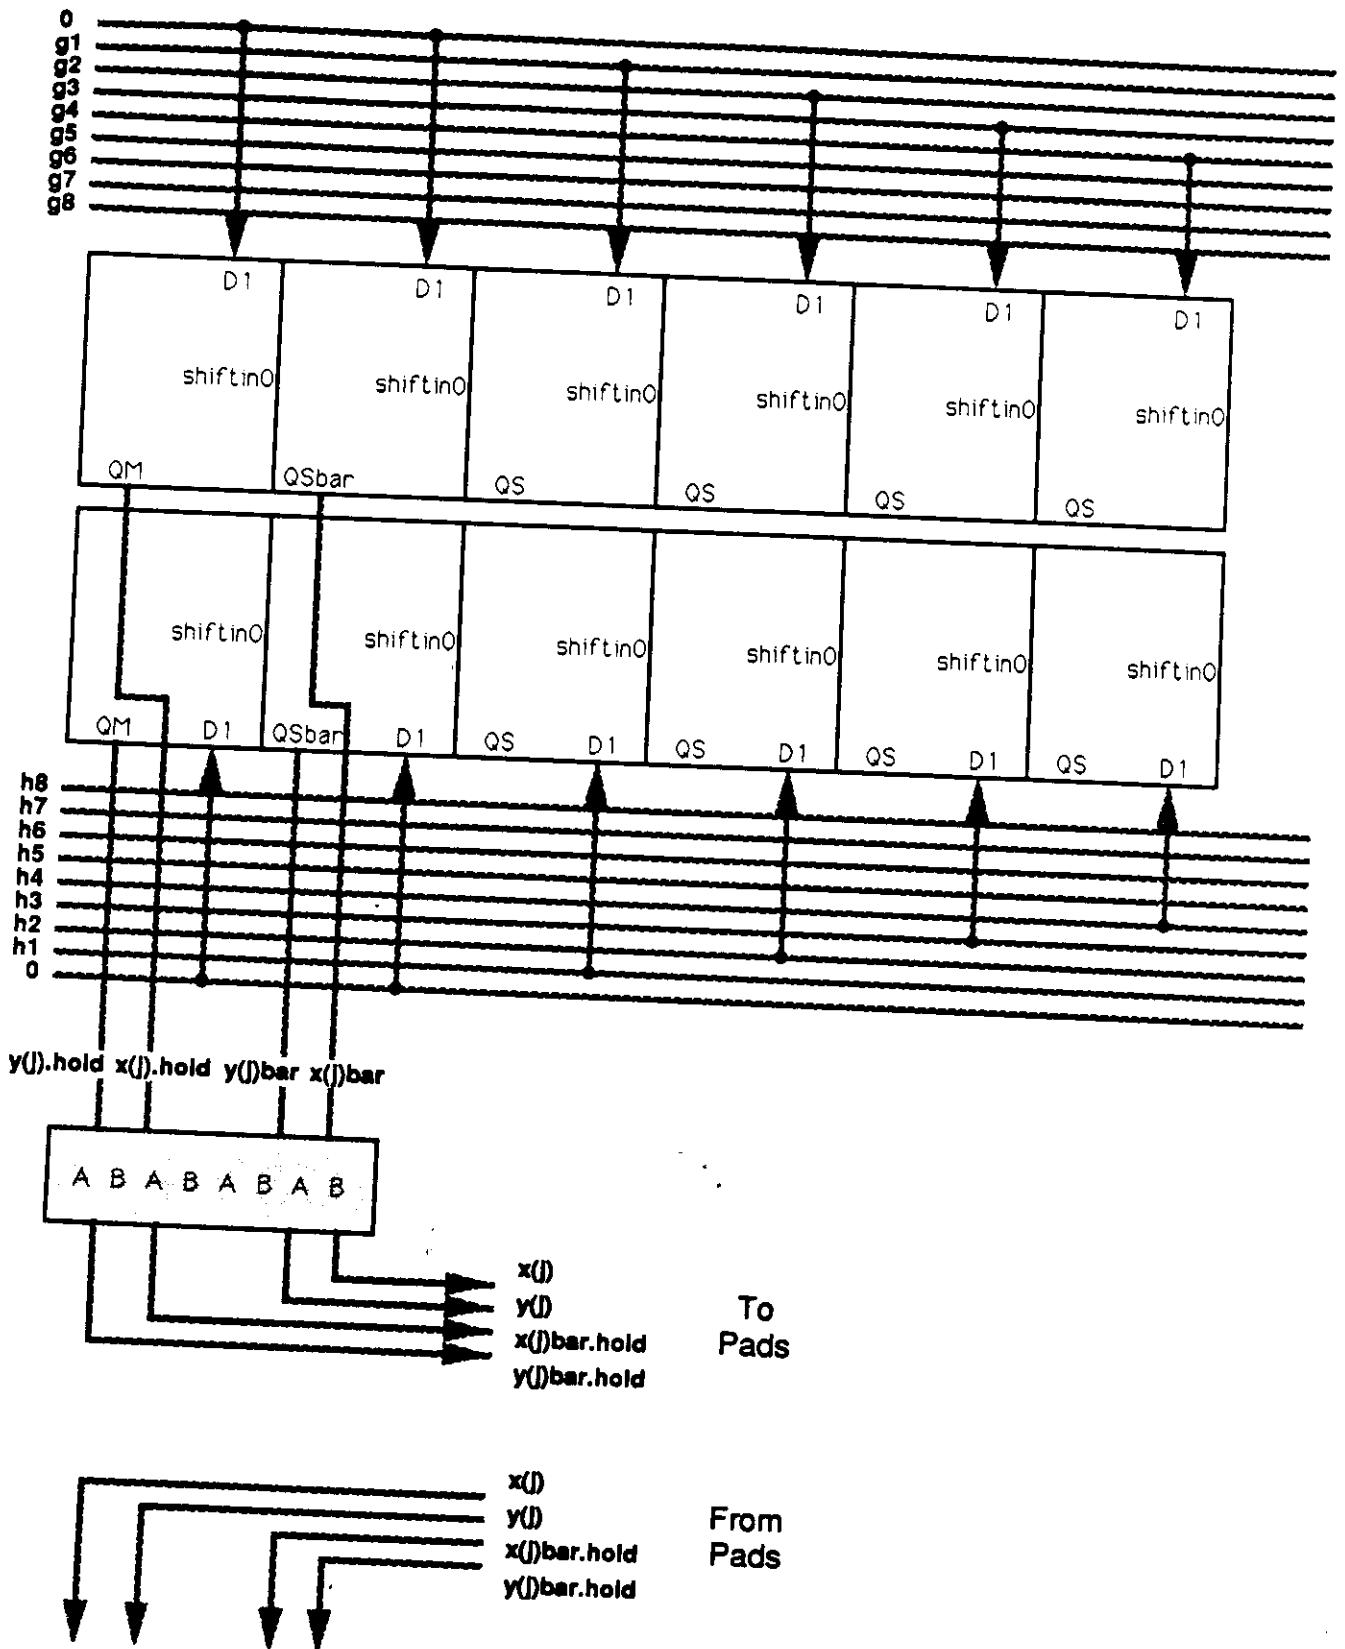 0
g1
g2
g3
g4
g5
g6
g7
g8
D1 D1 D1 D1 D1 D1
shiftin0 shiftin0 shiftin0 shiftin0 shiftin0 shiftin0
QM QSbar QS QS QS QS
shiftin0 shiftin0 shiftin0 shiftin0 shiftin0 shiftin0
QM D1 QSbar D1 QS D1 QS D1 QS D1 QS D1
h8
h7
h6
h5
h4
h3
h2
h1
0
y(j).hold x(j).hold y(j)bar x(j)bar
A B A B A B A B
x(j)
y(j)
x(j)bar.hold
y(j)bar.hold
To
Pads
x(j)
y(j)
x(j)bar.hold
y(j)bar.hold
From
Pads